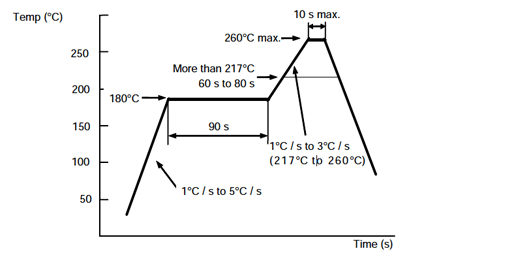 Temp (°C)
10 s max.
260°C max.
250
More than 217°C
60 s to 80 s
200
180°C
150
90 s
1°C / s to 3°C / s
(217°C to 260°C)
100
1°C / s to 5°C / s
50
Time (s)